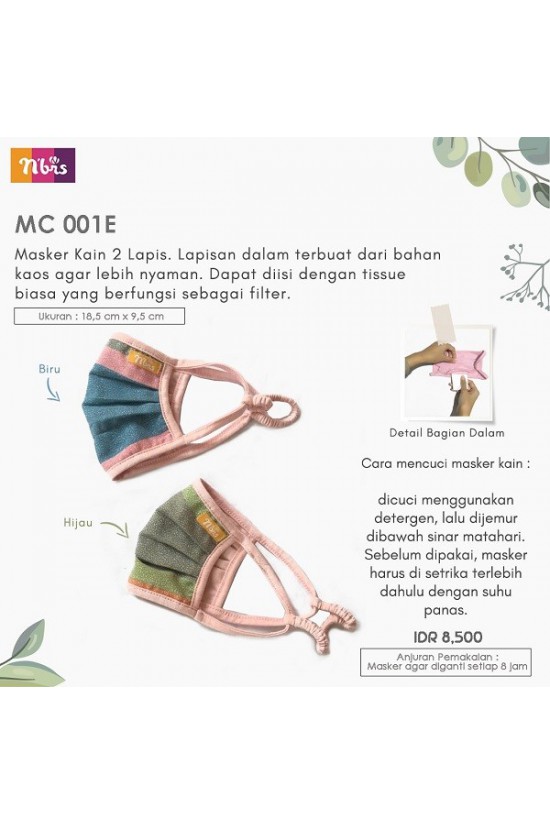 Nbrs
MC 001E
Masker Kain 2 Lapis. Lapisan dalam terbuat dari bahan
kaos agar lebih nyaman. Dapat diisi dengan tissue
biasa yang berfungsi sebagai filter.
Ukuran : 18,5 cm x 9,5 cm
Biru
Nbrs
Detail Bagian Dalam
Cara mencuci masker kain :
Hijau
Nbrs
dicuci menggunakan
detergen, lalu dijemur
dibawah sinar matahari.
Sebelum dipakai, masker
harus di setrika terlebih
dahulu dengan suhu
panas.
IDR 8,500
Anjuran Pemakaian :
Masker agar diganti setiap 8 jam